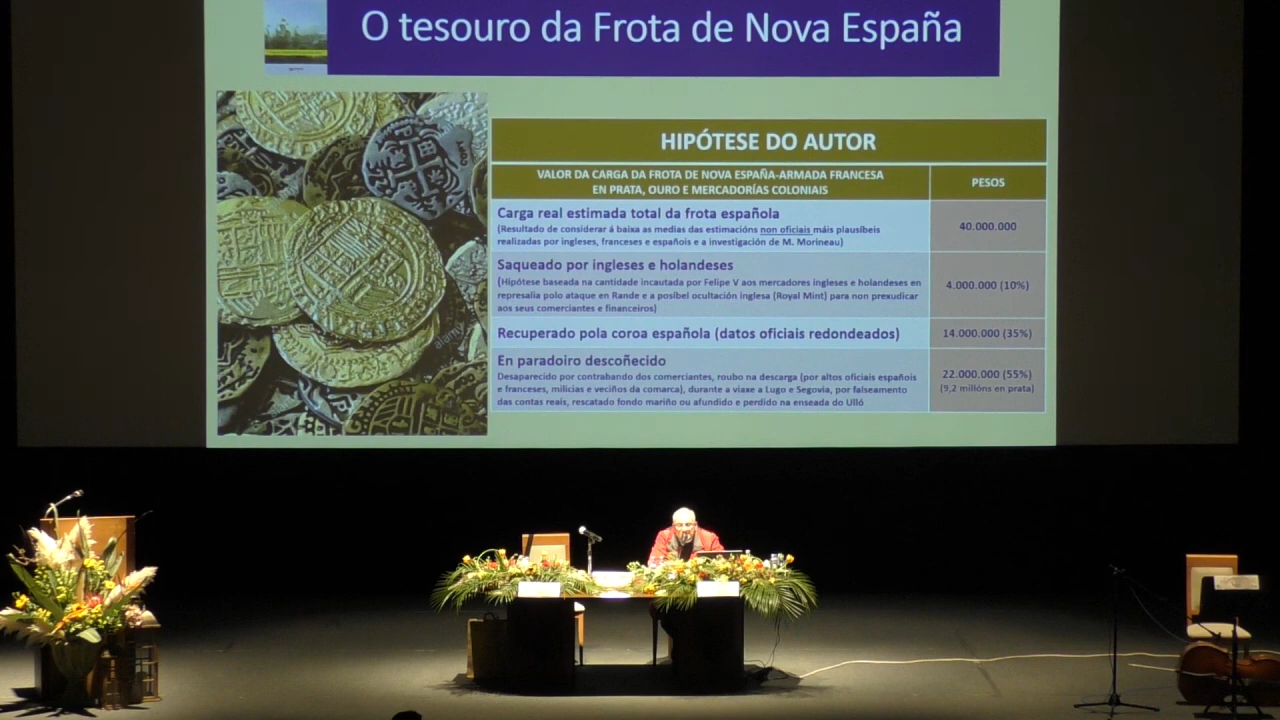 O tesouro da Frota de Nova España
HIPÓTESE DO AUTOR
VALOR DA CARGA DA FROTA DE NOVA ESPAÑA-ARMADA FRANCESA
EN PRATA, OURO E MERCADORÍAS COLONIAIS
PESOS
Carga real estimada total da frota española
(Resultado de considerar á baixa as medias das estimacións non oficiais máis plausíbeis
realizadas por ingleses, franceses e españois e a investigación de M. Morineau)
40.000.000
Saqueado por ingleses e holandeses
(Hipótese baseada na cantidade incautada por Felipe V aos mercadores ingleses e holandeses en
represalia polo ataque en Rande e a posíbel ocultación inglesa (Royal Mint) para non prexudicar
aos seus comerciantes e financeiros)
4.000.000 (10%)
Recuperado pola coroa española (datos oficiais redondeados)
14.000.000 (35%)
En paradoiro descoñecido
Desaparecido por contrabando dos comerciantes, roubo na descarga (por altos oficiais españois
e franceses, milicias e veciños da comarca), durante a viaxe a Lugo e Segovia, por falseamento
das contas reais, rescatado fondo mariño ou afundido e perdido na enseada do Ulló
22.000.000 (55%)
(9,2 millóns en prata)
alamy